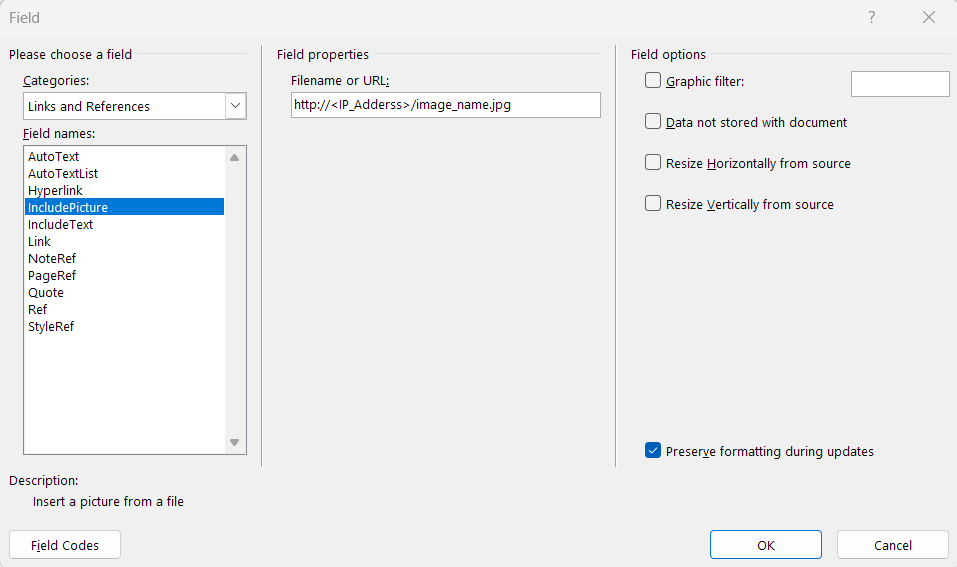 Field
?
Please choose a field
Categories:
Links and References
Field names:
AutoText
AutoTextList
Hyperlink
IncludePicture
IncludeText
Link
NoteRef
PageRef
Quote
Ref
StyleRef
Field properties
Filename or URL:
http://<IP_Adderss>/image_name.jpg
Field options
Graphic filter:
Data not stored with document
Resize Horizontally from source
Resize Vertically from source
Preserve formatting during updates
Description:
Insert a picture from a file
Field Codes
OK
Cancel